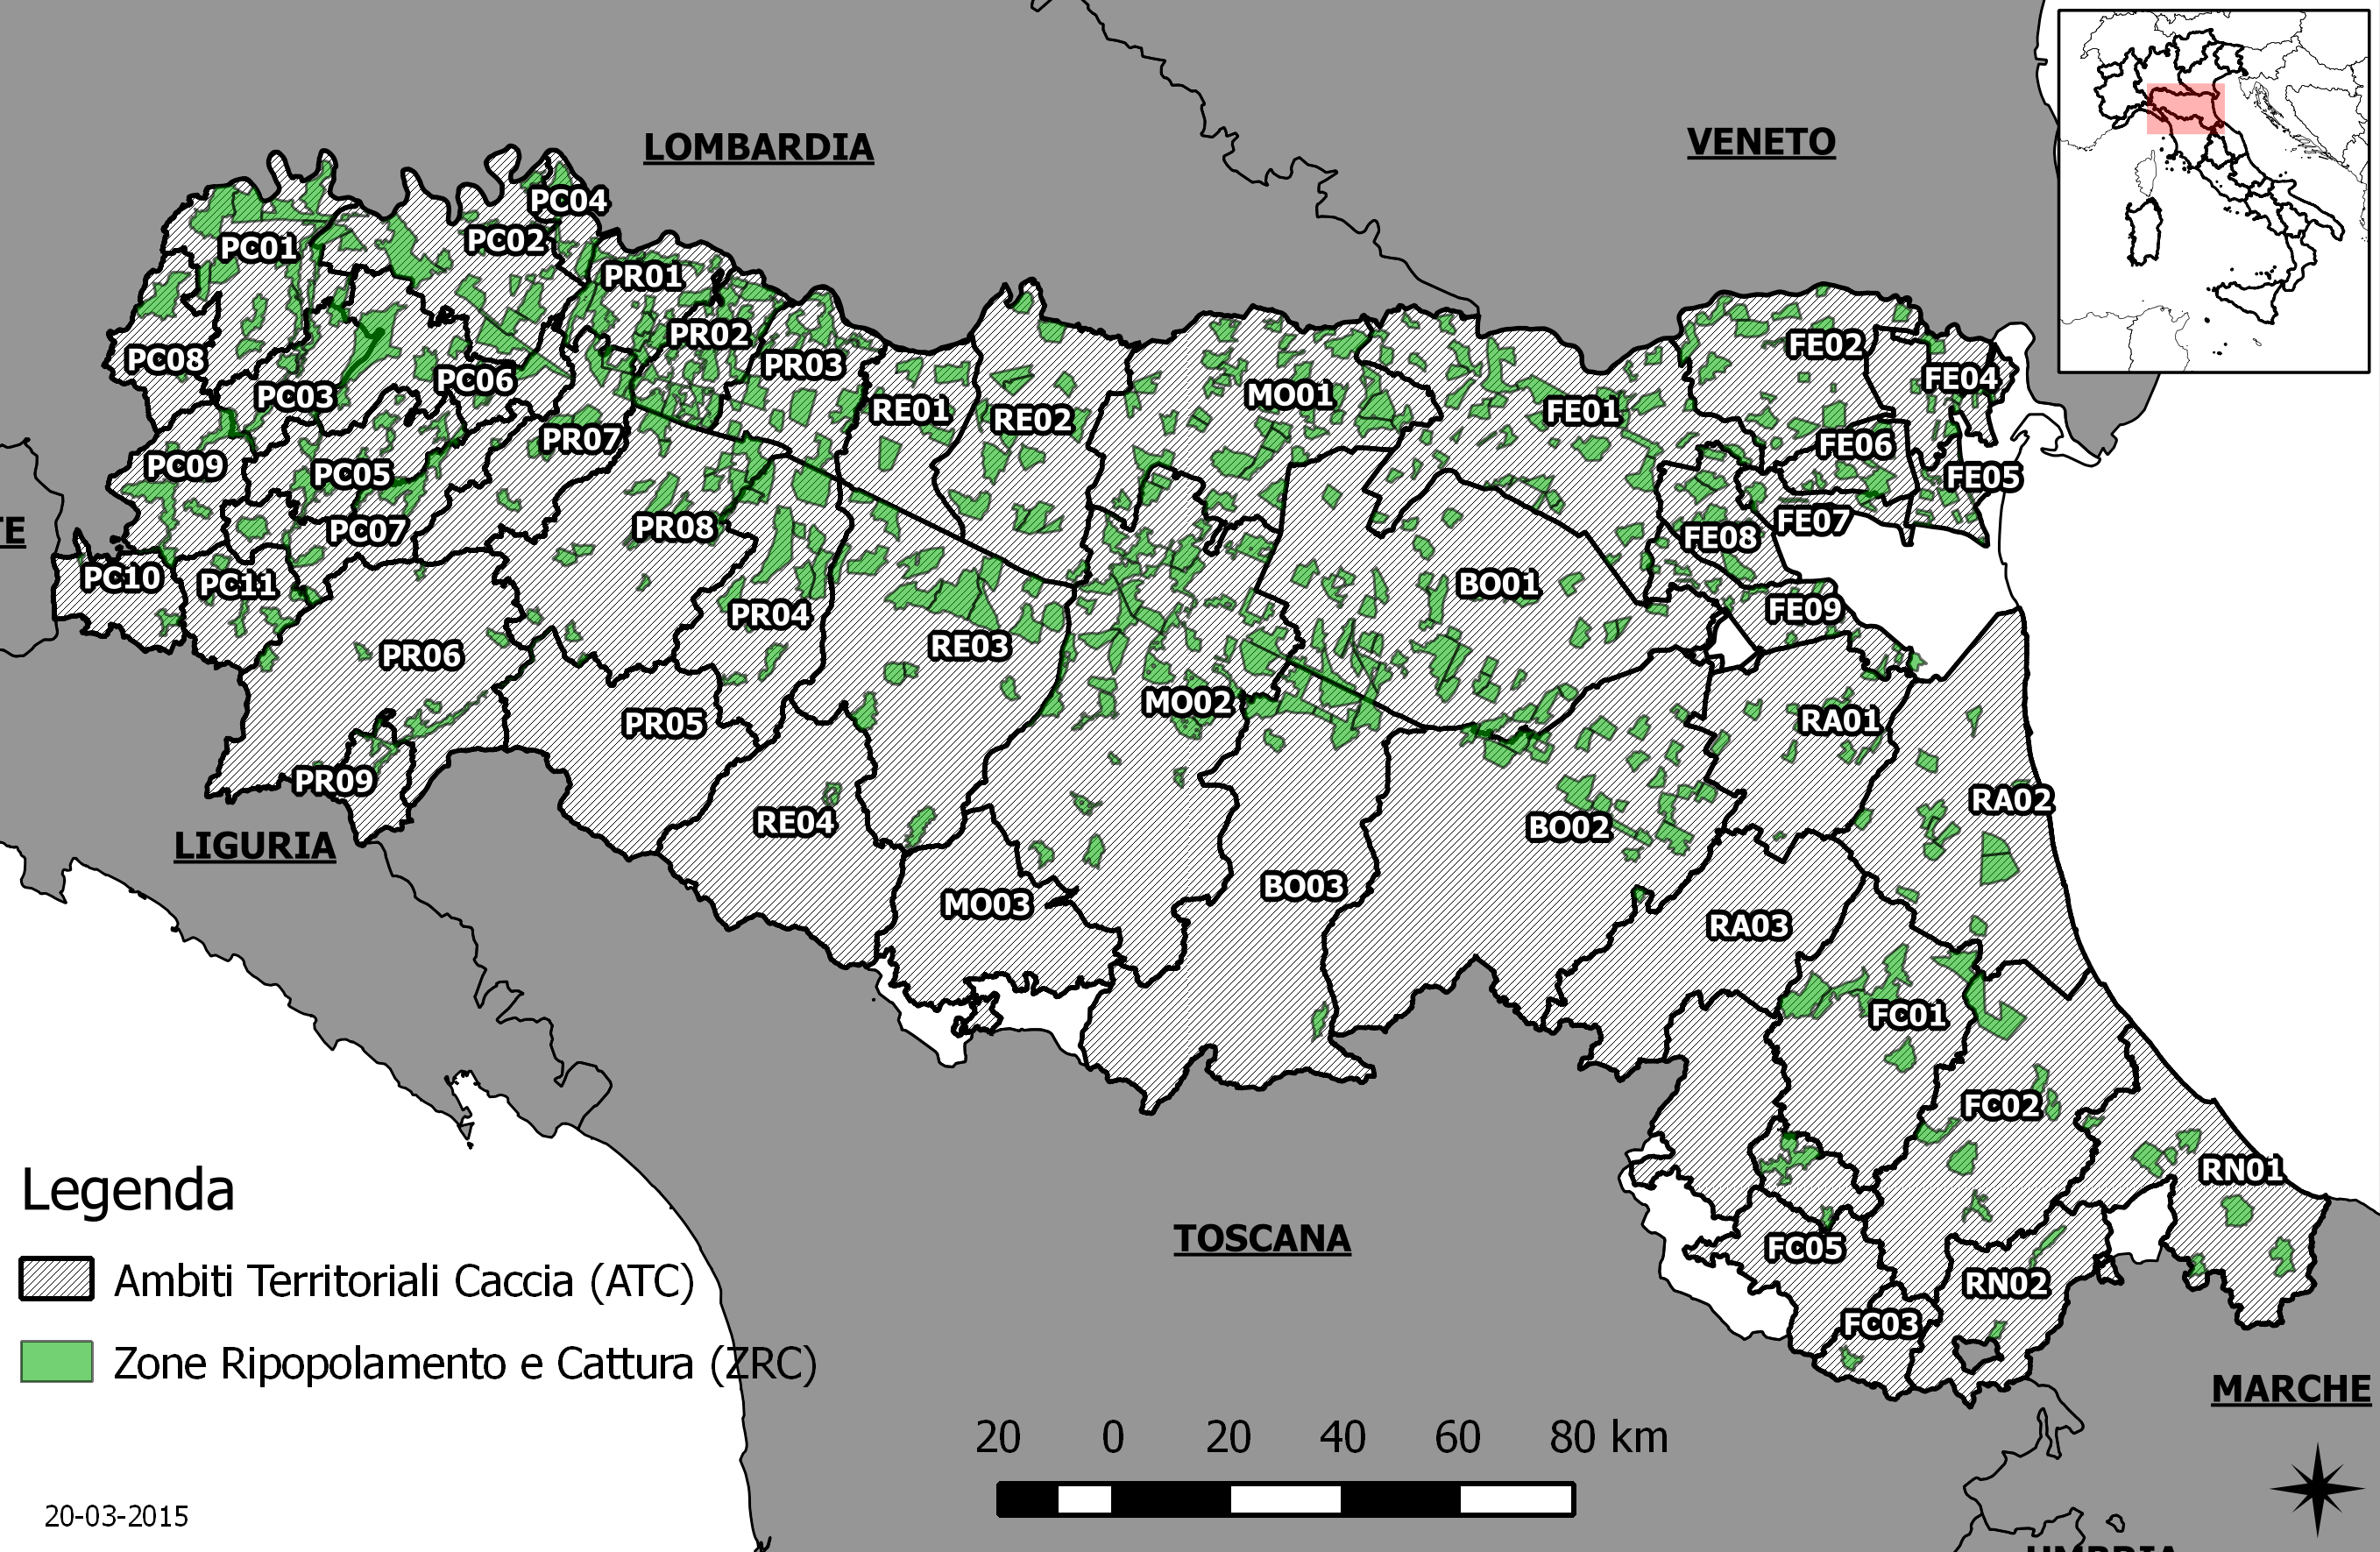 LOMBARDIA
VENETO
PC04
PC01
PC02
PR01
PR02
FE02
PC08
PR03
PC06
FE04
PC03
MO01
RE01
FE01
RE02
PR07
FE06
PC09
PC05
FE05
TE
PC07
PR08
FE07
FE08
PC10
PC11
BO01
PR04
FE09
RE03
PR06
MO02
PR05
RA01
PR09
RA02
RE04
BO02
LIGURIA
BO03
MO03
RA03
FC01
FC02
RN01
Legenda
TOSCANA
FC05
Ambiti Territoriali Caccia (ATC)
RN02
FC03
Zone Ripopolamento e Cattura (ZRC)
MARCHE
20 0 20 40 60 80 km
20-03-2015
UMBRIA